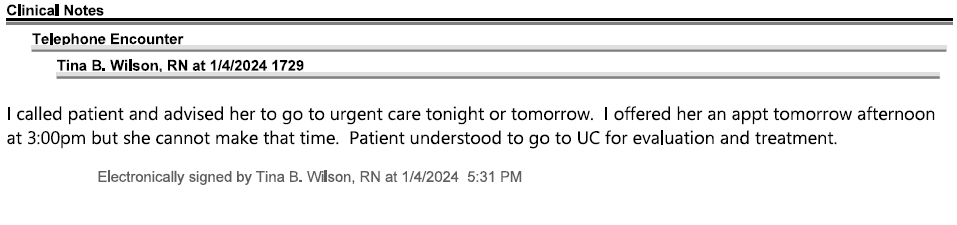 Clinical Notes
Telephone Encounter
Tina B. Wilson, RN at 1/4/2024 1729
I called patient and advised her to go to urgent care tonight or tomorrow.  I offered her an appt tomorrow afternoon
at 3:00pm but she cannot make that time.  Patient understood to go to UC for evaluation and treatment.
Electronically signed by Tina B. Wilson, RN at 1/4/2024  5:31 PM